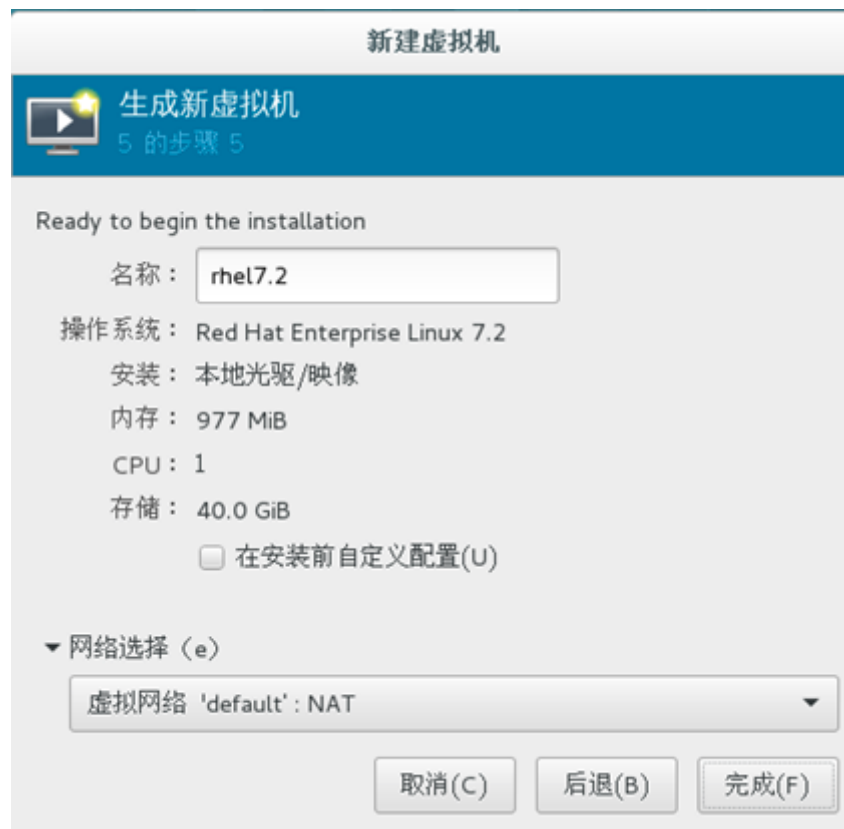 新建虚拟机
生成新虚拟机
5 的步骤 5
Ready to begin the installation
名称： rhel7.2
操作系统： Red Hat Enterprise Linux 7.2
安装： 本地光驱/映像
内存： 977 MiB
CPU： 1
存储： 40.0 GiB
在安装前自定义配置(U)
网络选择（e）
虚拟网络 'default' : NAT
取消(C) 后退(B) 完成(F)